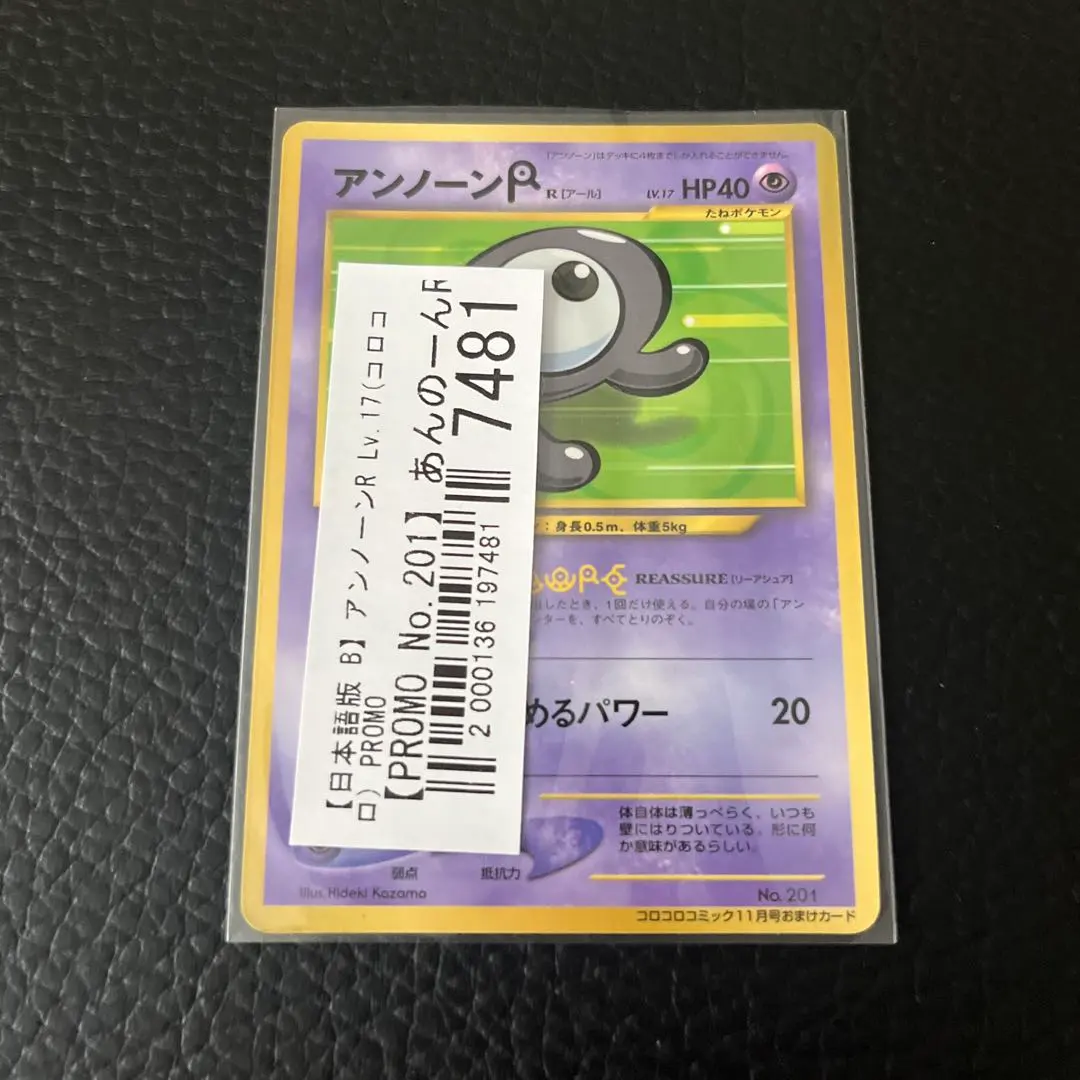 「アンノーン」はデッキに4枚までしか入れることができません。
アンノーンR R[アール] LV.17 HP40
たねポケモン
：身長0.5m、体重5kg
REASSURE[リーアシュア]
したとき、1回だけ使える。自分の場の「アン
ターを、すべてとりのぞく。
めるパワー 20
体自体は薄っぺらく、いつも
壁にはりついている。形に何
か意味があるらしい。
弱点 抵抗力
Illus. Hideki Kazama
No. 201
コロコロコミック11月号おまけカード
【日本語版 B】アンノーンR Lv.17(コロコ
ロ) PROMO
【PROMO No.201】あんのーんR
2 000136 197481
7481